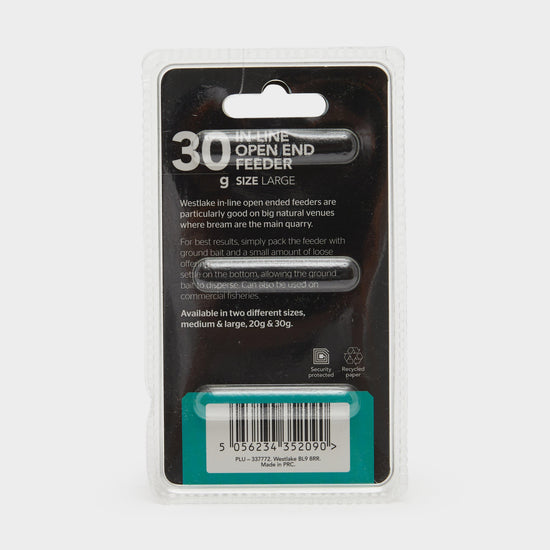 30
g
IN-LINE
OPEN END
FEEDER
SIZE LARGE
Westlake in-line open ended feeders are
particularly good on big natural venues
where bream are the main quarry.
For best results, simply pack the feeder with
ground bait and a small amount of loose
settle on the bottom, allowing the ground
bait to disperse. Can also be used on
commercial fisheries.
Available in two different sizes,
medium & large, 20g & 30g.
Security
protected
Recycled
paper
5 056234 352090 >
PLU – 337772. Westlake BL9 8RR.
Made in PRC.